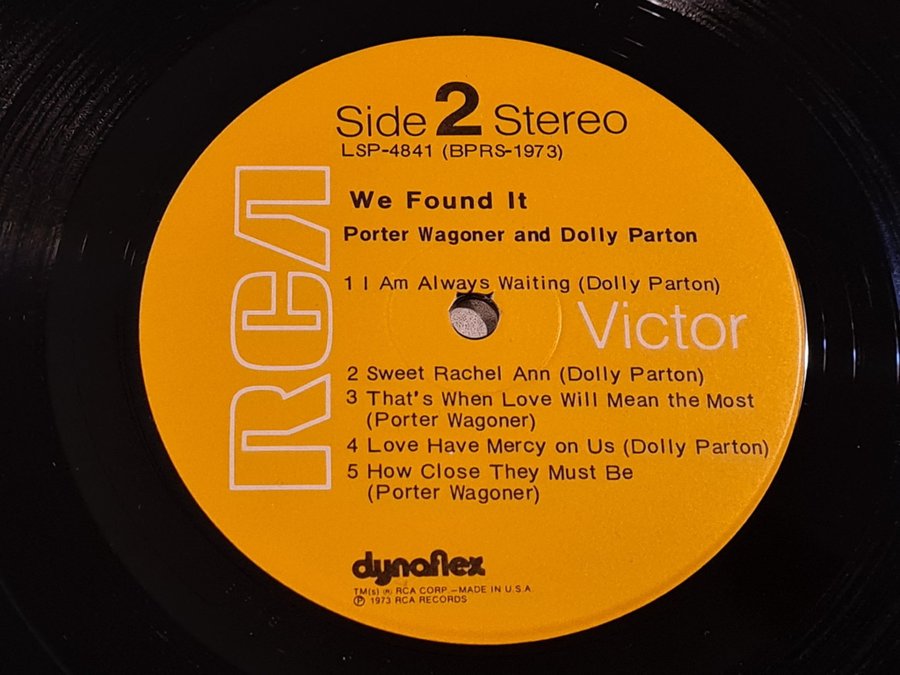 Side 2 Stereo
LSP-4841 (BPRS-1973)
RCA
We Found It
Porter Wagoner and Dolly Parton
1 I Am Always Waiting (Dolly Parton)
Victor
2 Sweet Rachel Ann (Dolly Parton)
3 That's When Love Will Mean the Most
(Porter Wagoner)
4 Love Have Mercy on Us (Dolly Parton)
5 How Close They Must Be
(Porter Wagoner)
dynaflex
TM(s) ® RCA CORP.—MADE IN U.S.A.
℗ 1973 RCA RECORDS